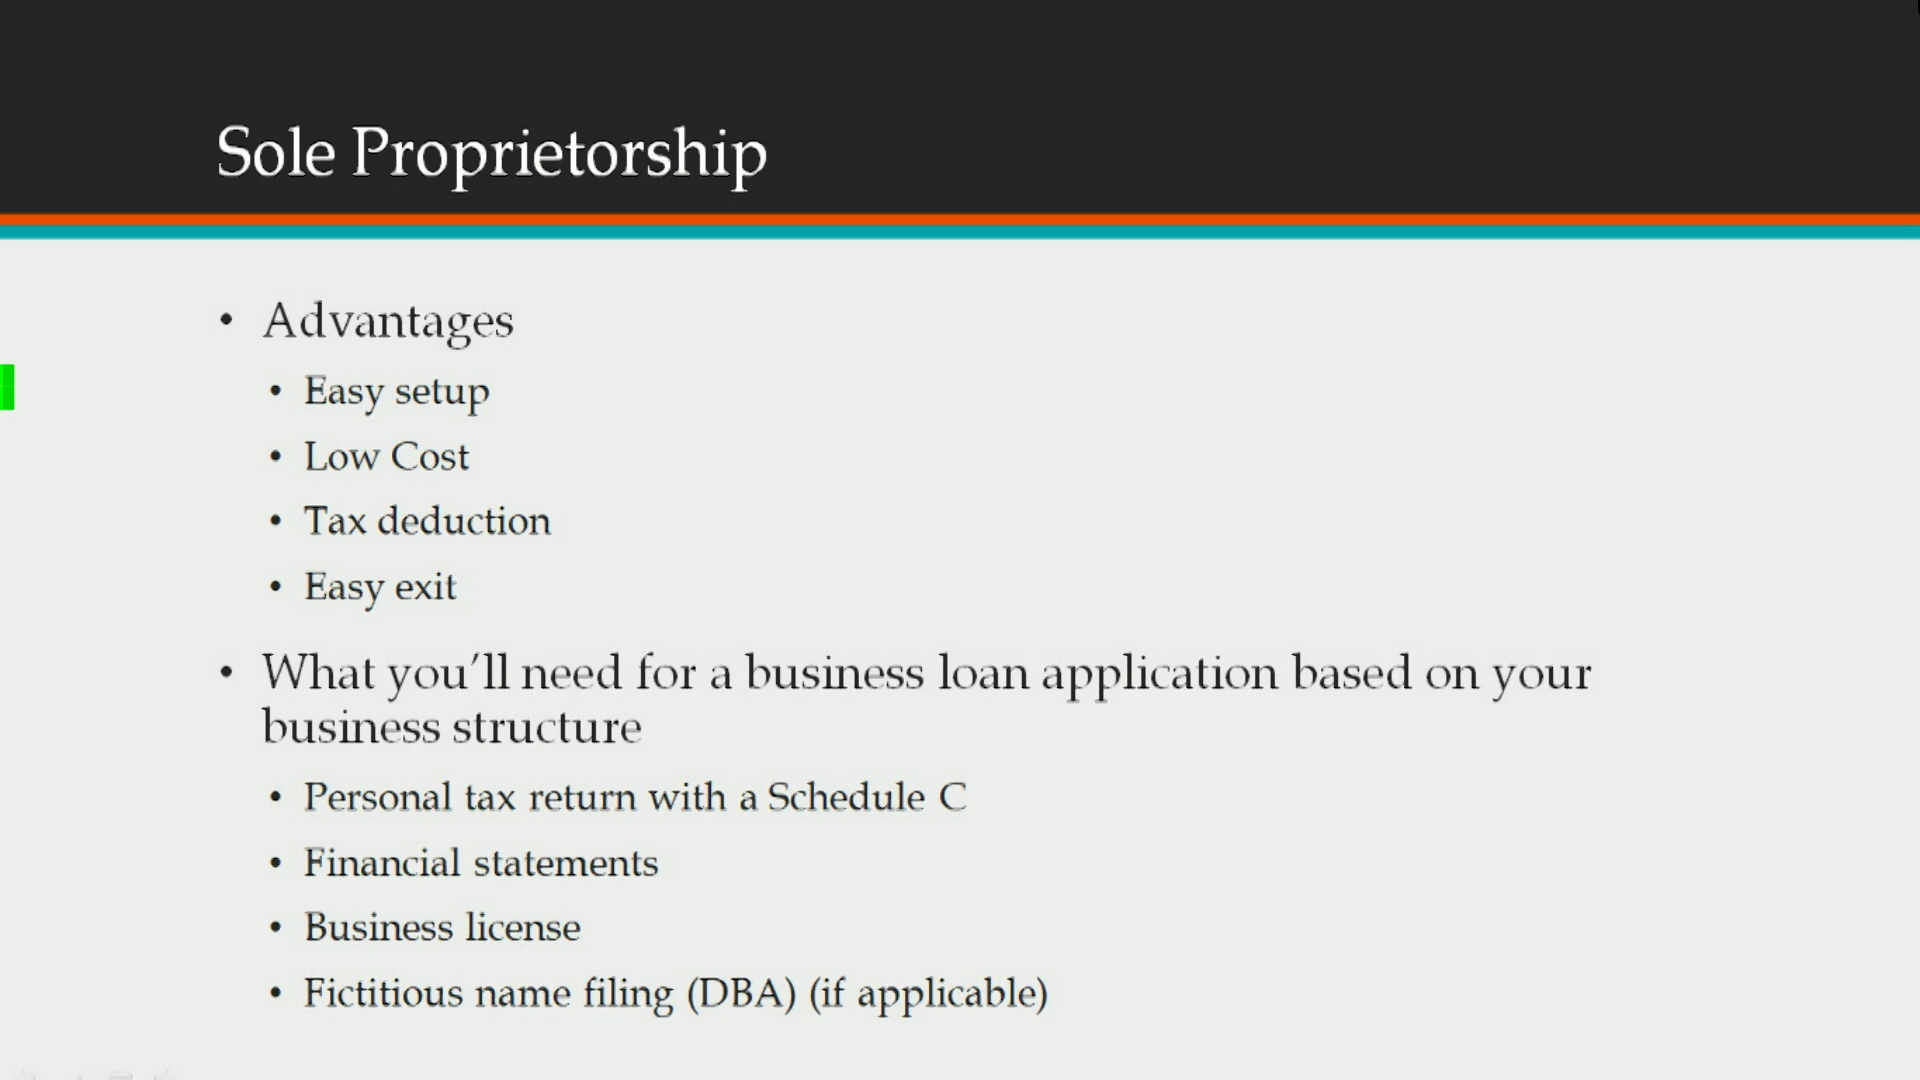 Sole Proprietorship
• Advantages
• Easy setup
• Low Cost
• Tax deduction
• Easy exit
• What you’ll need for a business loan application based on your
business structure
• Personal tax return with a Schedule C
• Financial statements
• Business license
• Fictitious name filing (DBA) (if applicable)